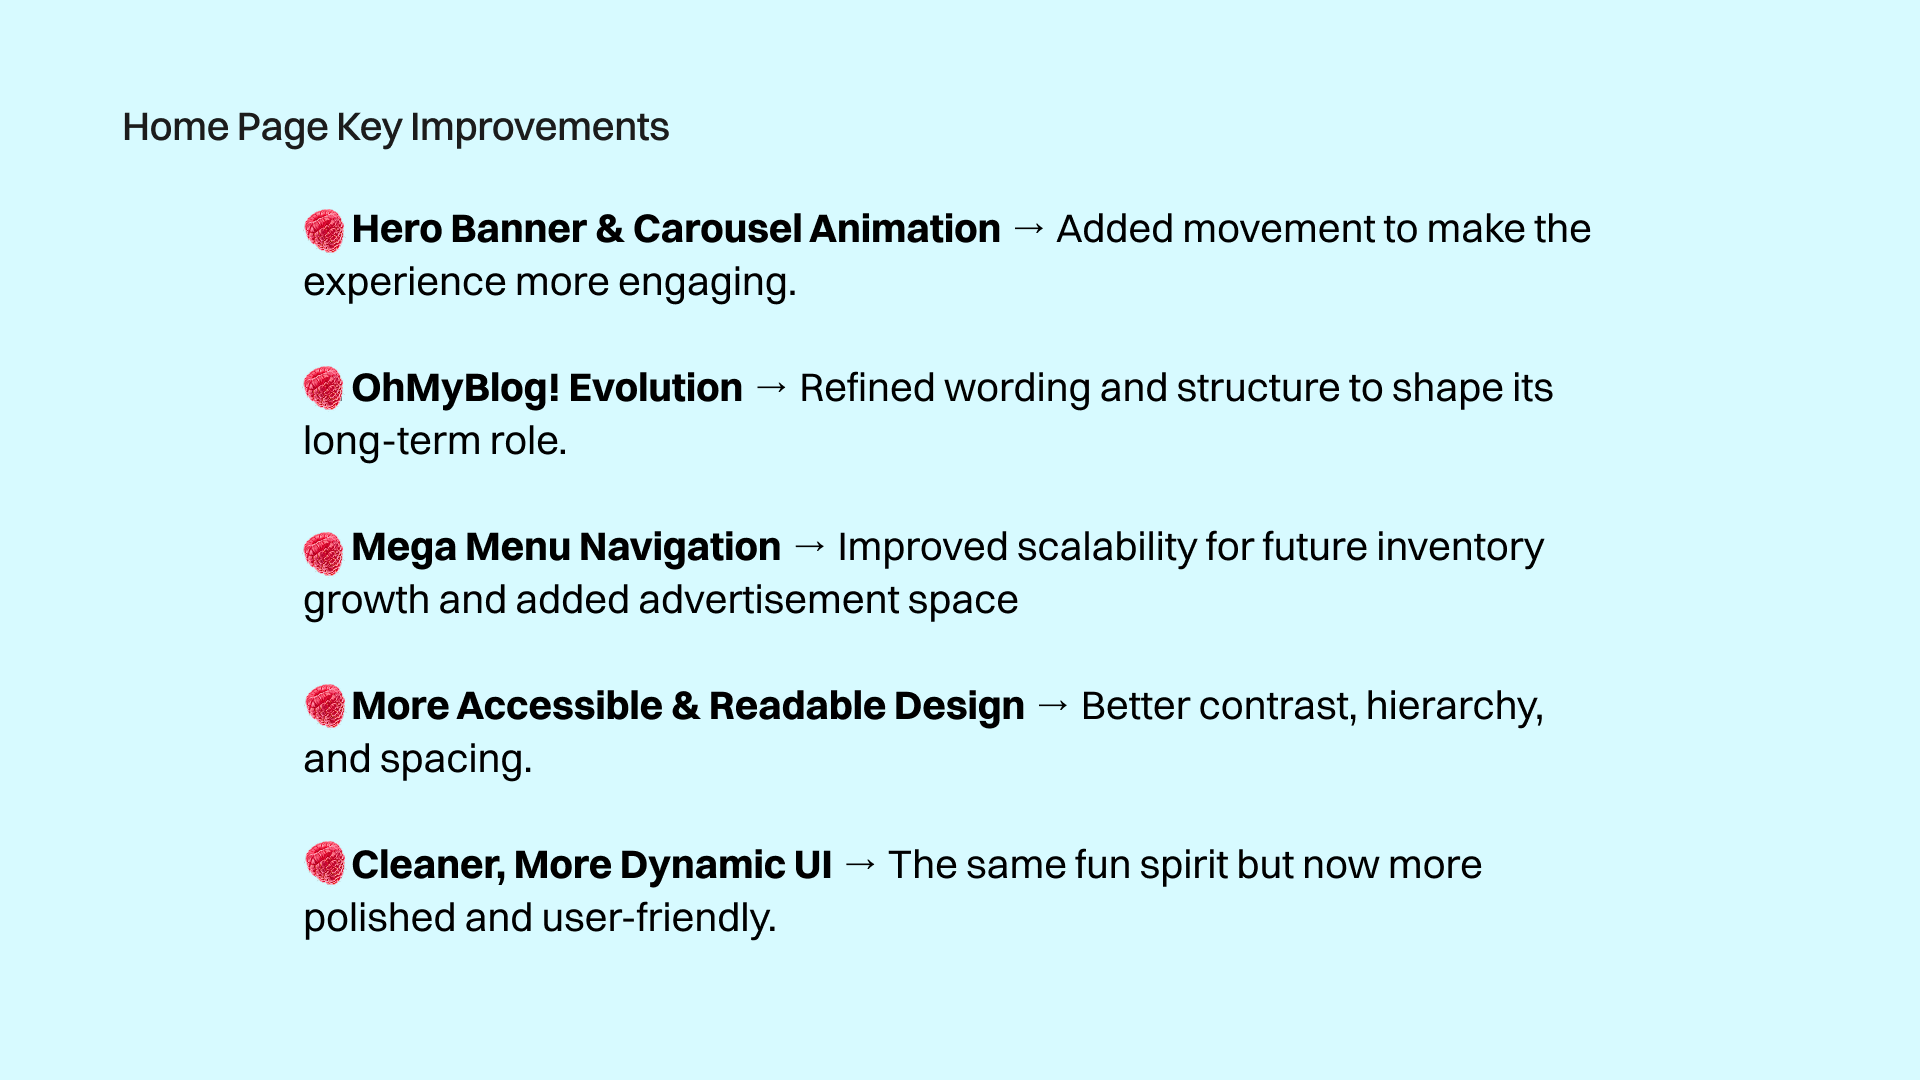 Home Page Key Improvements
Hero Banner & Carousel Animation → Added movement to make the
experience more engaging.
OhMyBlog! Evolution → Refined wording and structure to shape its
long-term role.
Mega Menu Navigation → Improved scalability for future inventory
growth and added advertisement space
More Accessible & Readable Design → Better contrast, hierarchy,
and spacing.
Cleaner, More Dynamic UI → The same fun spirit but now more
polished and user-friendly.